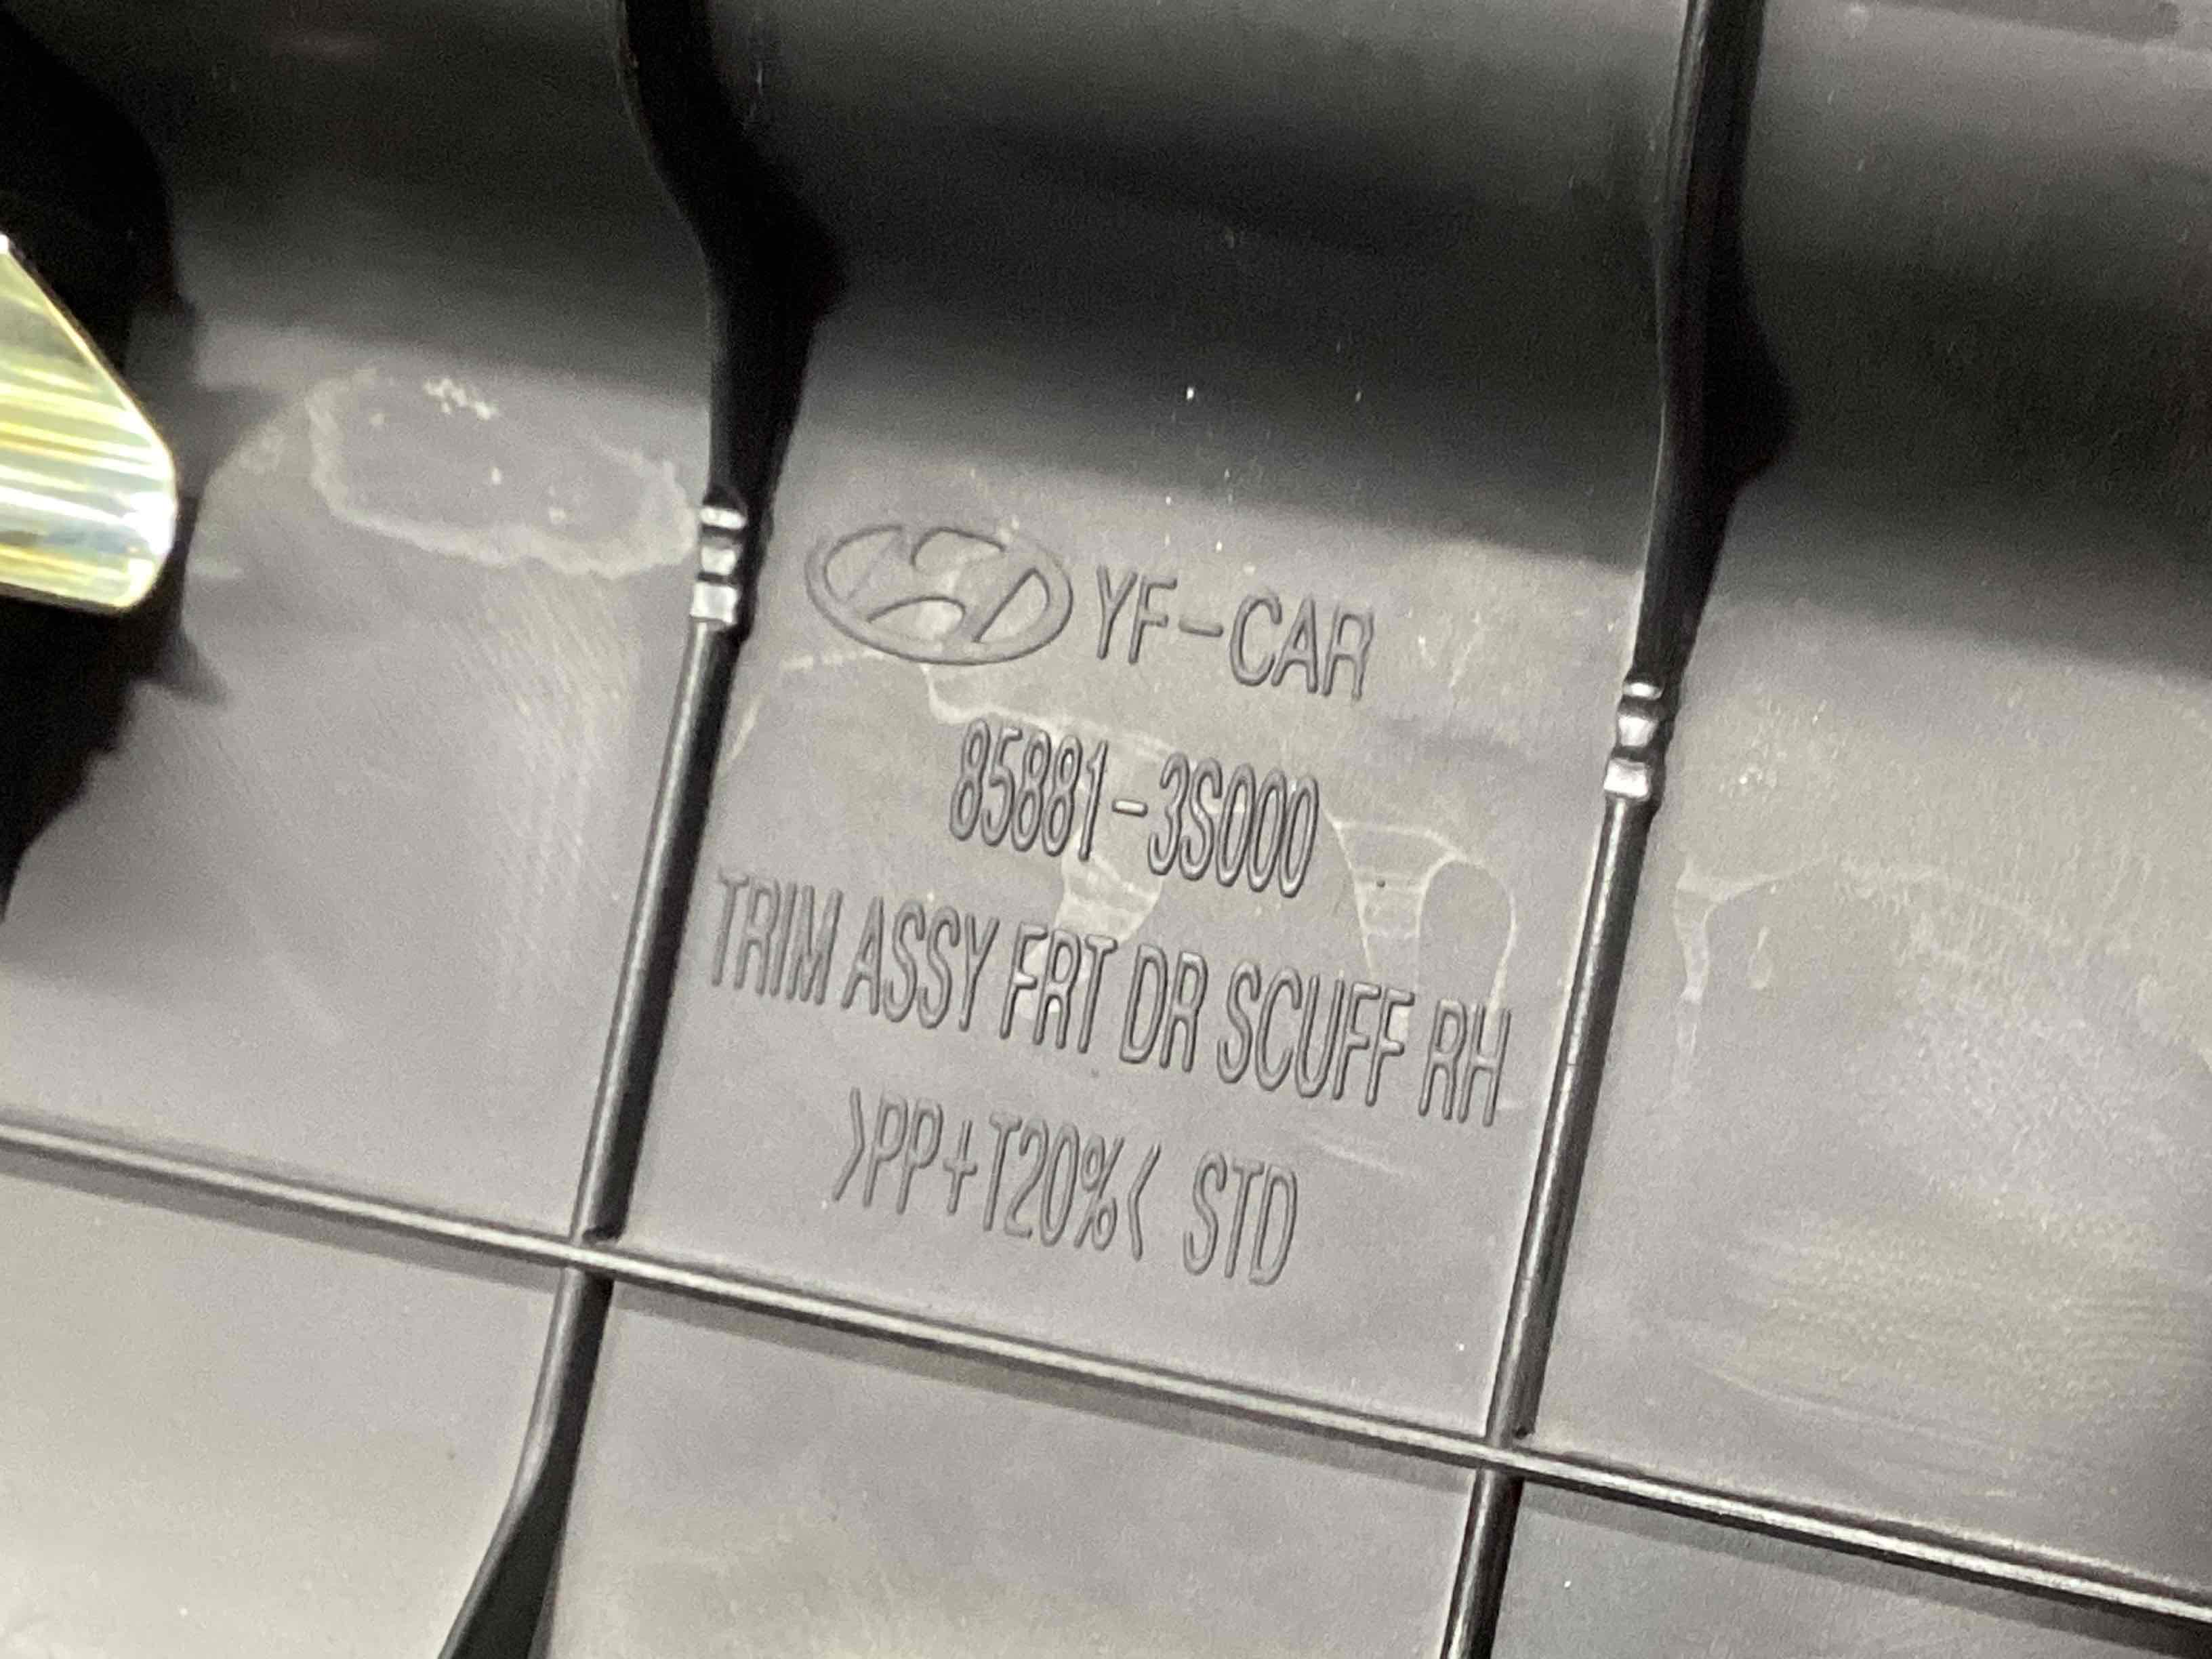 YF-CAR
85881-3S000
TRIM ASSY FRT DR SCUFF RH
>PP+T20%< STD